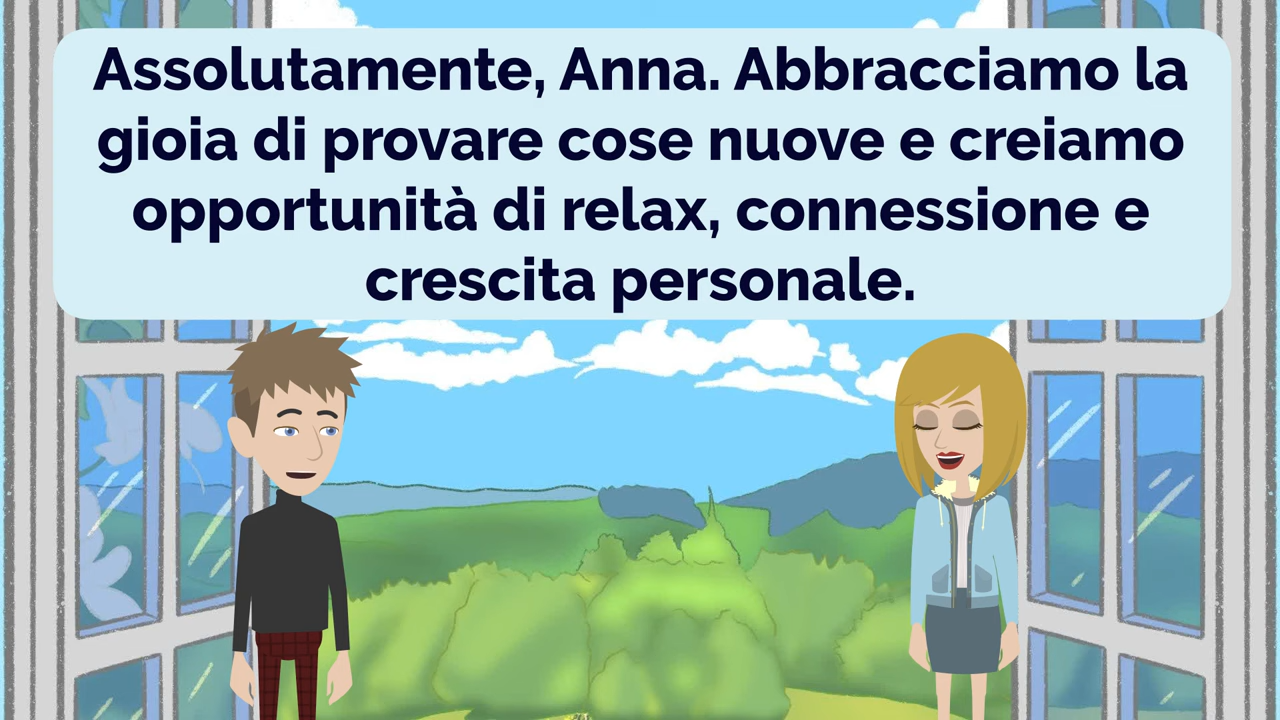 Assolutamente, Anna. Abbracciamo la
gioia di provare cose nuove e creiamo
opportunità di relax, connessione e
crescita personale.